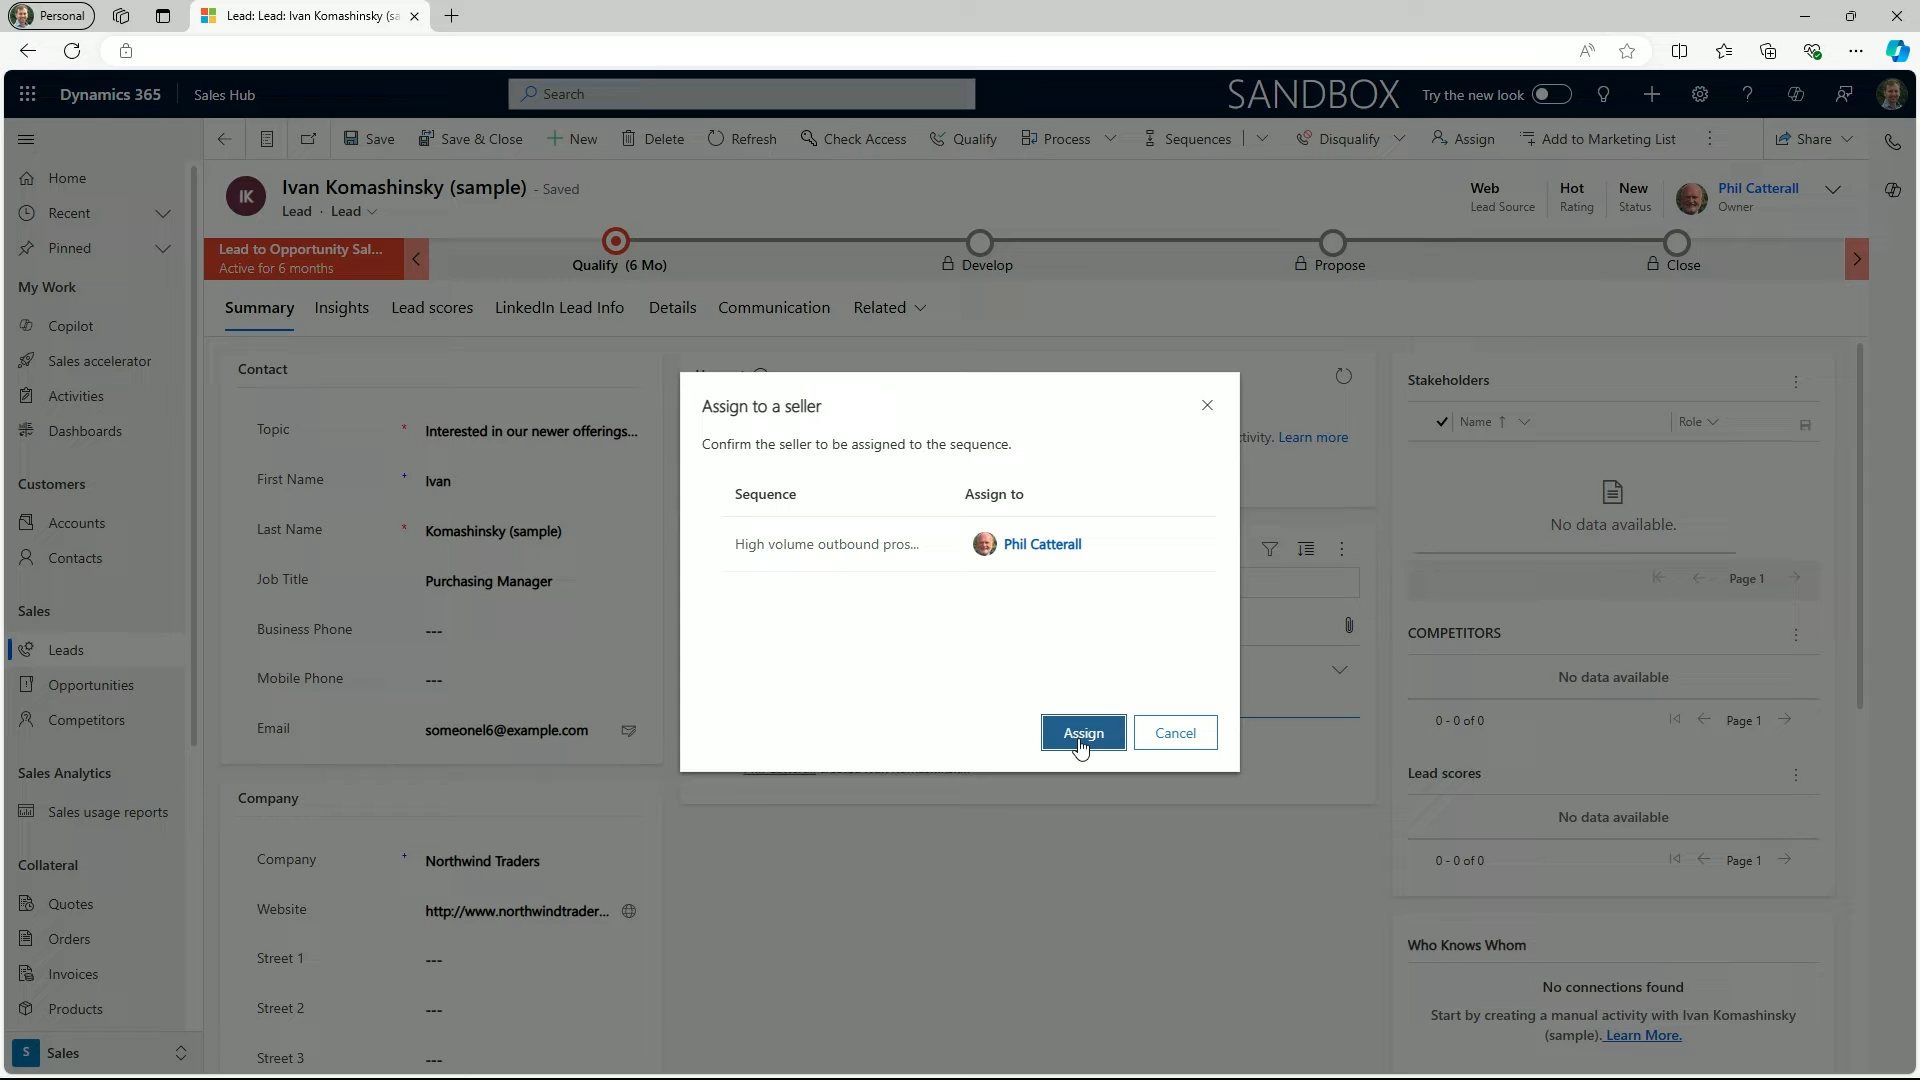 Personal
Lead: Lead: Ivan Komashinsky (sa
Dynamics 365
Sales Hub
Search
SANDBOX
Try the new look
Save
Save & Close
New
Delete
Refresh
Check Access
Qualify
Process
Sequences
Disqualify
Assign
Add to Marketing List
Share
Home
Recent
Pinned
My Work
Copilot
Sales accelerator
Activities
Dashboards
Customers
Accounts
Contacts
Sales
Leads
Opportunities
Competitors
Sales Analytics
Sales usage reports
Collateral
Quotes
Orders
Invoices
Products
S
Sales
IK
Ivan Komashinsky (sample) - Saved
Lead · Lead
Web
Lead Source
Hot
Rating
New
Status
Phil Catterall
Owner
Lead to Opportunity Sal...
Active for 6 months
Qualify (6 Mo)
Develop
Propose
Close
Summary
Insights
Lead scores
LinkedIn Lead Info
Details
Communication
Related
Contact
Topic * Interested in our newer offerings...
First Name + Ivan
Last Name * Komashinsky (sample)
Job Title Purchasing Manager
Business Phone ---
Mobile Phone ---
Email someonel6@example.com
Company
Company + Northwind Traders
Website http://www.northwindtrader...
Street 1 ---
Street 2 ---
Street 3 ---
Assign to a seller
Confirm the seller to be assigned to the sequence.
Sequence Assign to
High volume outbound pros... Phil Catterall
Assign
Cancel
tivity. Learn more
Stakeholders
Name ↑
Role
No data available.
Page 1
COMPETITORS
No data available
0 - 0 of 0
Page 1
Lead scores
No data available
0 - 0 of 0
Page 1
Who Knows Whom
No connections found
Start by creating a manual activity with Ivan Komashinsky
(sample). Learn More.